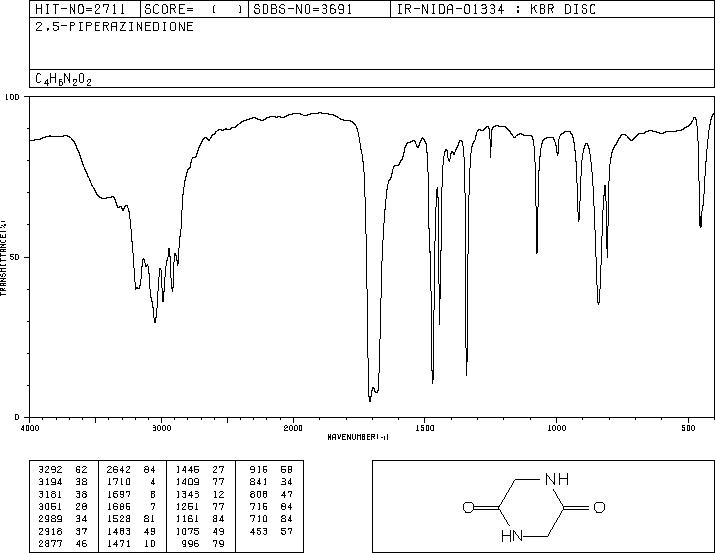 HIT-NO=2711 SCORE= ( ) SDBS-NO=3691 IR-NIDA-01334 : KBR DISC
2,5-PIPERAZINEDIONE
C4H6N2O2
100
TRANSMITTANCE(%)
50
0
4000 3000 2000 1500 1000 500
WAVENUMBER(-1)
3292 62 2642 84 1446 27 916 58
3194 38 1710 4 1409 77 841 34
3181 38 1697 6 1343 12 808 47
3051 28 1686 7 1251 77 716 84
2989 34 1528 81 1161 84 710 84
2916 37 1483 49 1075 49 453 57
2877 46 1471 10 996 79
NH
O O
HN